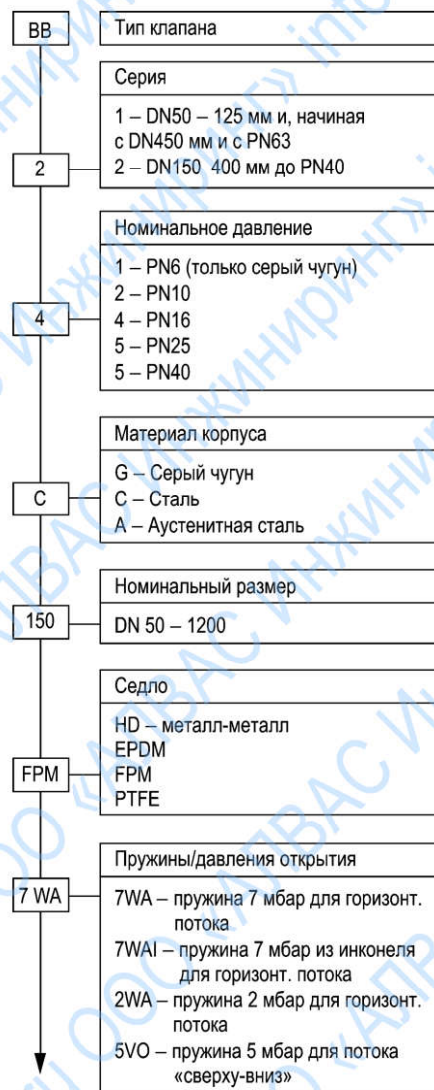 BB
Тип клапана
Серия
1 – DN50 – 125 мм и, начиная
с DN450 мм и с PN63
2 – DN150 400 мм до PN40
2
Номинальное давление
1 – PN6 (только серый чугун)
2 – PN10
4 – PN16
5 – PN25
5 – PN40
4
Материал корпуса
G – Серый чугун
C – Сталь
A – Аустенитная сталь
C
Номинальный размер
DN 50 – 1200
150
Седло
HD – металл-металл
EPDM
FPM
PTFE
FPM
Пружины/давления открытия
7WA – пружина 7 мбар для горизонт.
потока
7WAI – пружина 7 мбар из инконеля
для горизонт. потока
2WA – пружина 2 мбар для горизонт.
потока
5VO – пружина 5 мбар для потока
«сверху-вниз»
7 WA
ООО «АЛВАС Инжиниринг»